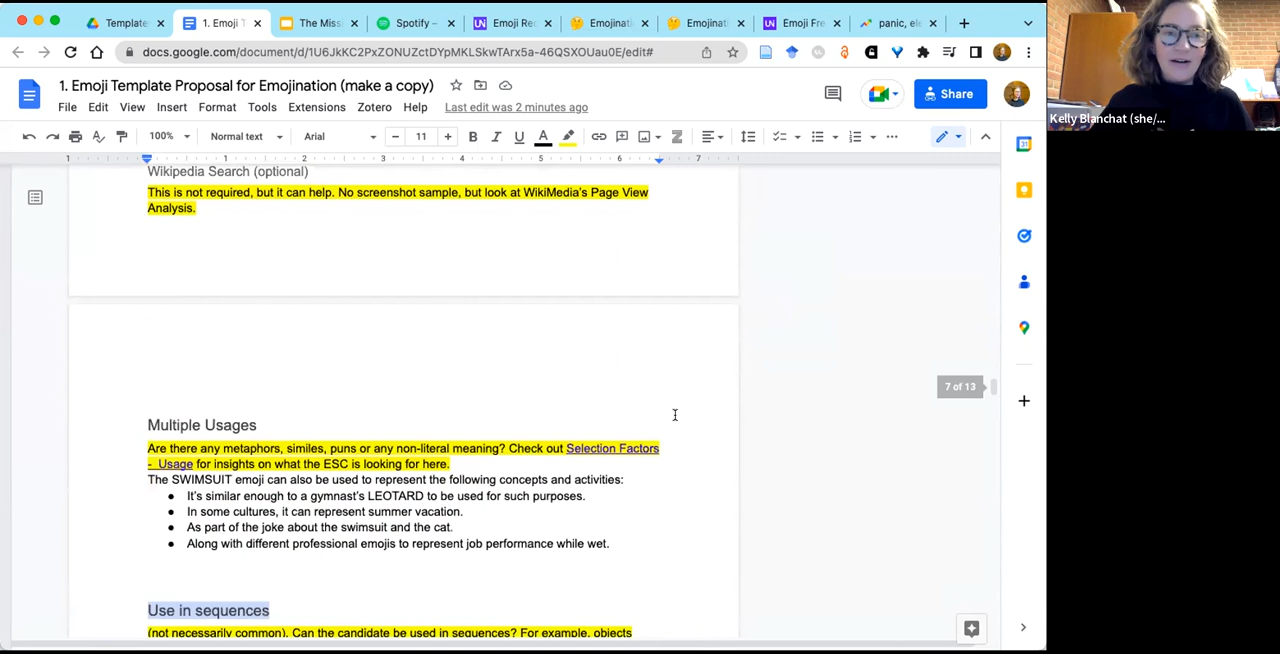 Template
1. Emoji T
The Miss
Spotify –
Emoji Re
Emojinat
Emojinat
Emoji Fre
panic, ele
docs.google.com/document/d/1U6JkKC2PxZONUZctDYpMKLSkwTArx5a-46QSXOUau0E/edit#
1. Emoji Template Proposal for Emojination (make a copy)
File Edit View Insert Format Tools Extensions Zotero Help Last edit was 2 minutes ago
Share
100% Normal text Arial 11
1 1 2 3 4 5 6 7
Kelly Blanchat (she/...
Wikipedia Search (optional)
This is not required, but it can help. No screenshot sample, but look at WikiMedia's Page View
Analysis.
7 of 13
Multiple Usages
Are there any metaphors, similes, puns or any non-literal meaning? Check out Selection Factors
- Usage for insights on what the ESC is looking for here.
The SWIMSUIT emoji can also be used to represent the following concepts and activities:
● It's similar enough to a gymnast's LEOTARD to be used for such purposes.
● In some cultures, it can represent summer vacation.
● As part of the joke about the swimsuit and the cat.
● Along with different professional emojis to represent job performance while wet.
Use in sequences
(not necessarily common). Can the candidate be used in sequences? For example, objects